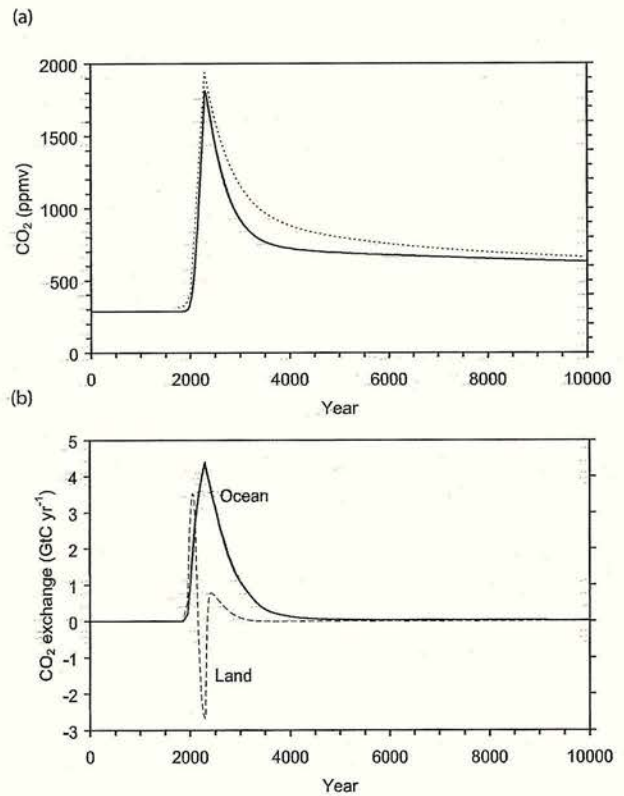 (a)
2000
1500
1000
500
0
CO₂ (ppmv)
0 2000 4000 6000 8000 10000
Year
(b)
5
4
3
2
1
0
-1
-2
-3
CO₂ exchange (GtC yr⁻¹)
Ocean
Land
0 2000 4000 6000 8000 10000
Year